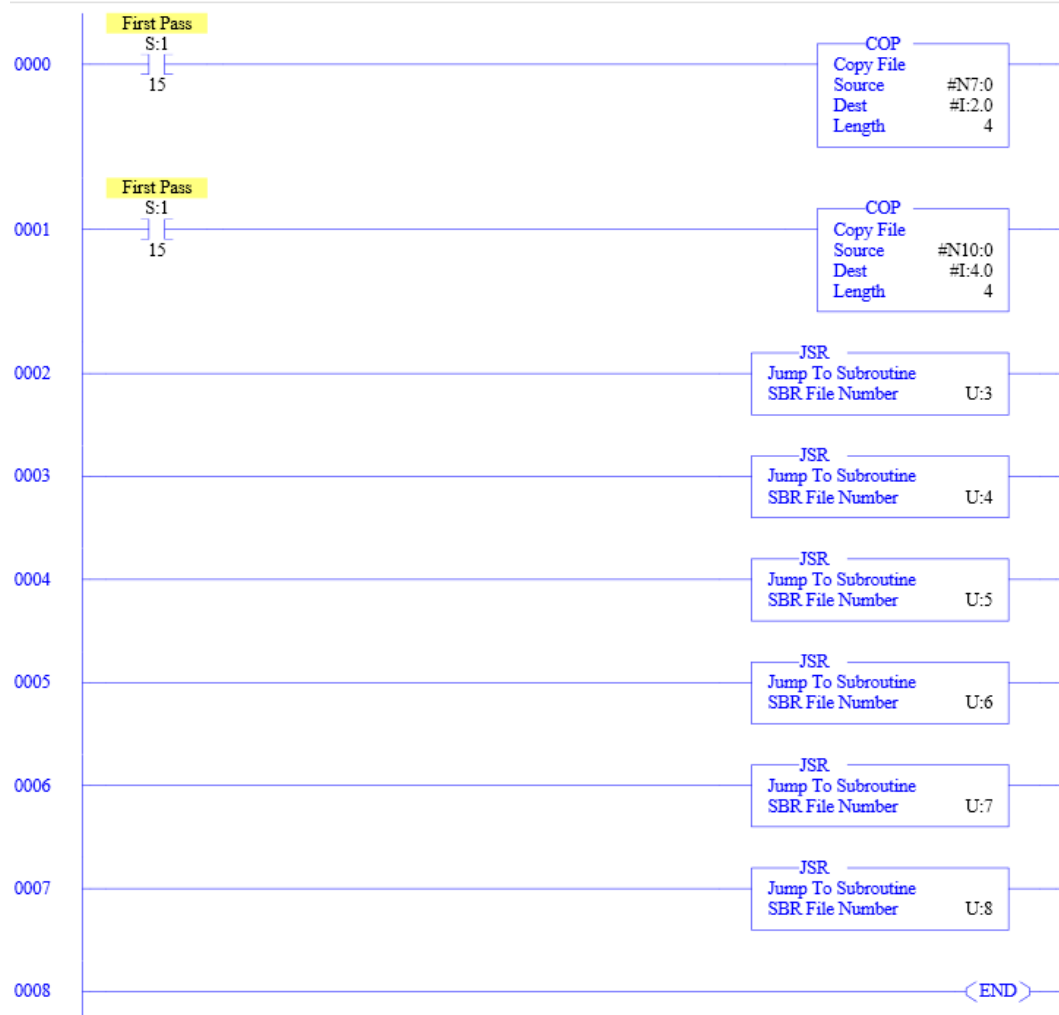 First Pass
S:1
15
0000
COP
Copy File
Source #N7:0
Dest #I:2.0
Length 4
First Pass
S:1
15
0001
COP
Copy File
Source #N10:0
Dest #I:4.0
Length 4
0002
JSR
Jump To Subroutine
SBR File Number U:3
0003
JSR
Jump To Subroutine
SBR File Number U:4
0004
JSR
Jump To Subroutine
SBR File Number U:5
0005
JSR
Jump To Subroutine
SBR File Number U:6
0006
JSR
Jump To Subroutine
SBR File Number U:7
0007
JSR
Jump To Subroutine
SBR File Number U:8
0008
END